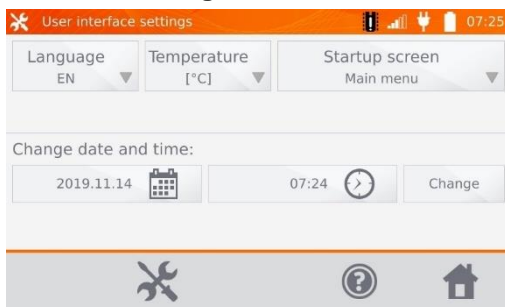 User interface settings 07:25
Language Temperature Startup screen
EN [°C] Main menu
Change date and time:
2019.11.14 07:24 Change